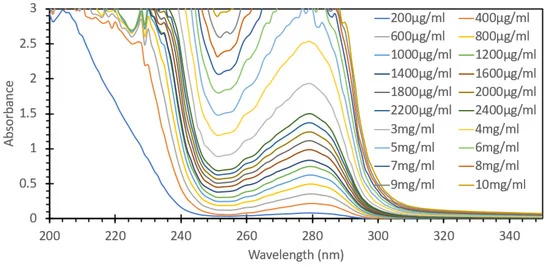 3
2.5
2
1.5
1
0.5
0
Absorbance
200µg/ml 400µg/ml
600µg/ml 800µg/ml
1000µg/ml 1200µg/ml
1400µg/ml 1600µg/ml
1800µg/ml 2000µg/ml
2200µg/ml 2400µg/ml
3mg/ml 4mg/ml
5mg/ml 6mg/ml
7mg/ml 8mg/ml
9mg/ml 10mg/ml
200 220 240 260 280 300 320 340
Wavelength (nm)